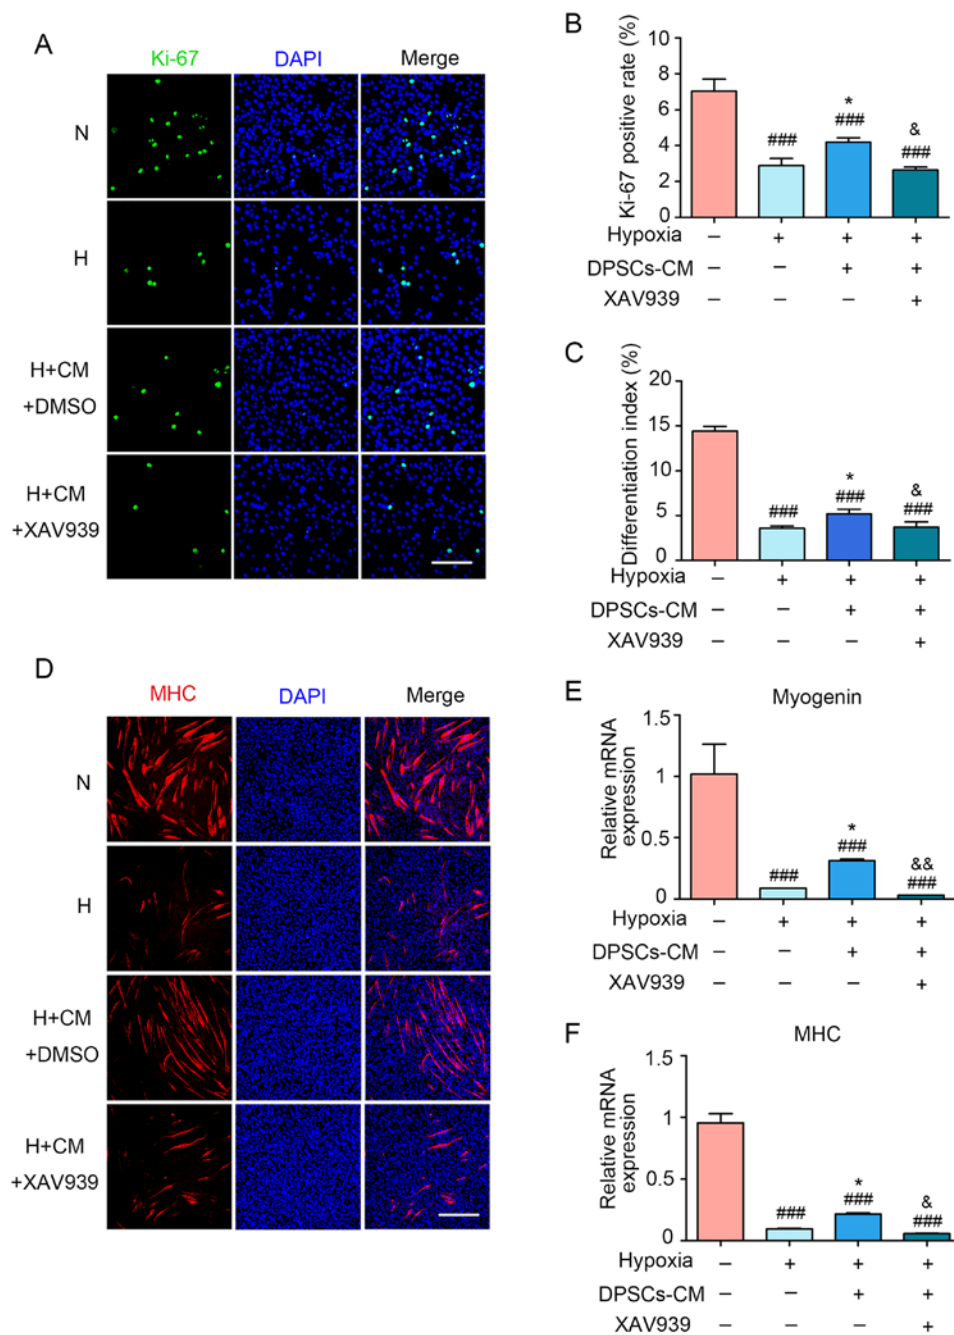 A
Ki-67 DAPI Merge
N
H
H+CM
+DMSO
H+CM
+XAV939
B
Ki-67 positive rate (%)
10
8
6
4
2
0
###
*
###
&
###
Hypoxia − + + +
DPSCs-CM − − + +
XAV939 − − − +
C
Differentiation index (%)
20
15
10
5
0
###
*
###
&
###
Hypoxia − + + +
DPSCs-CM − − + +
XAV939 − − − +
D
MHC DAPI Merge
N
H
H+CM
+DMSO
H+CM
+XAV939
E
Myogenin
Relative mRNA
expression
1.5
1
0.5
0
###
*
###
&&
###
Hypoxia − + + +
DPSCs-CM − − + +
XAV939 − − − +
F
MHC
Relative mRNA
expression
1.5
1
0.5
0
###
*
###
&
###
Hypoxia − + + +
DPSCs-CM − − + +
XAV939 − − − +